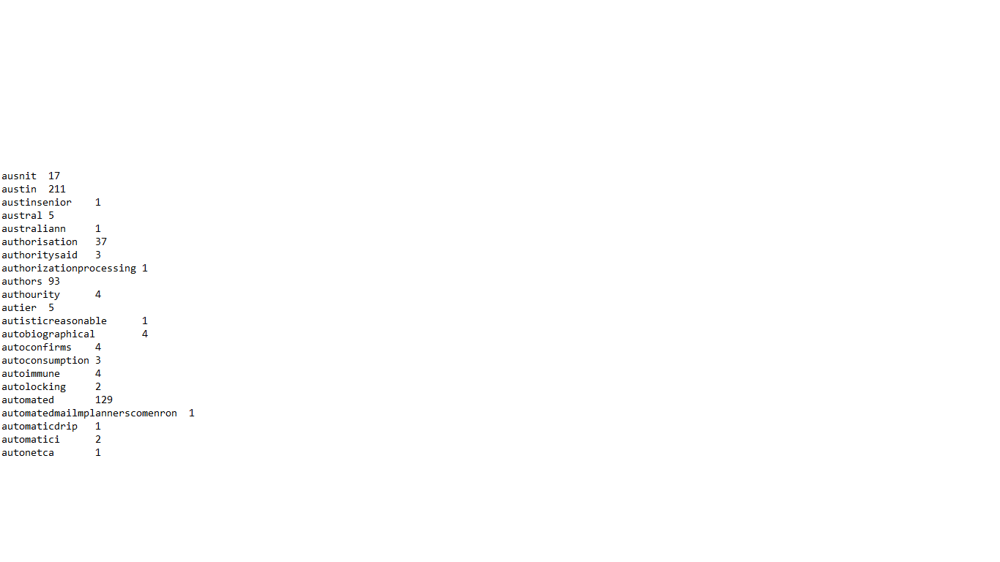 ausnit	17
austin	211
austinsenior	1
austral	5
australiann	1
authorisation	37
authoritysaid	3
authorizationprocessing	1
authors	93
authourity	4
autier	5
autisticreasonable	1
autobiographical	4
autoconfirms	4
autoconsumption	3
autoimmune	4
autolocking	2
automated	129
automatedmailmplannerscomenron	1
automaticdrip	1
automatici	2
autonetca	1